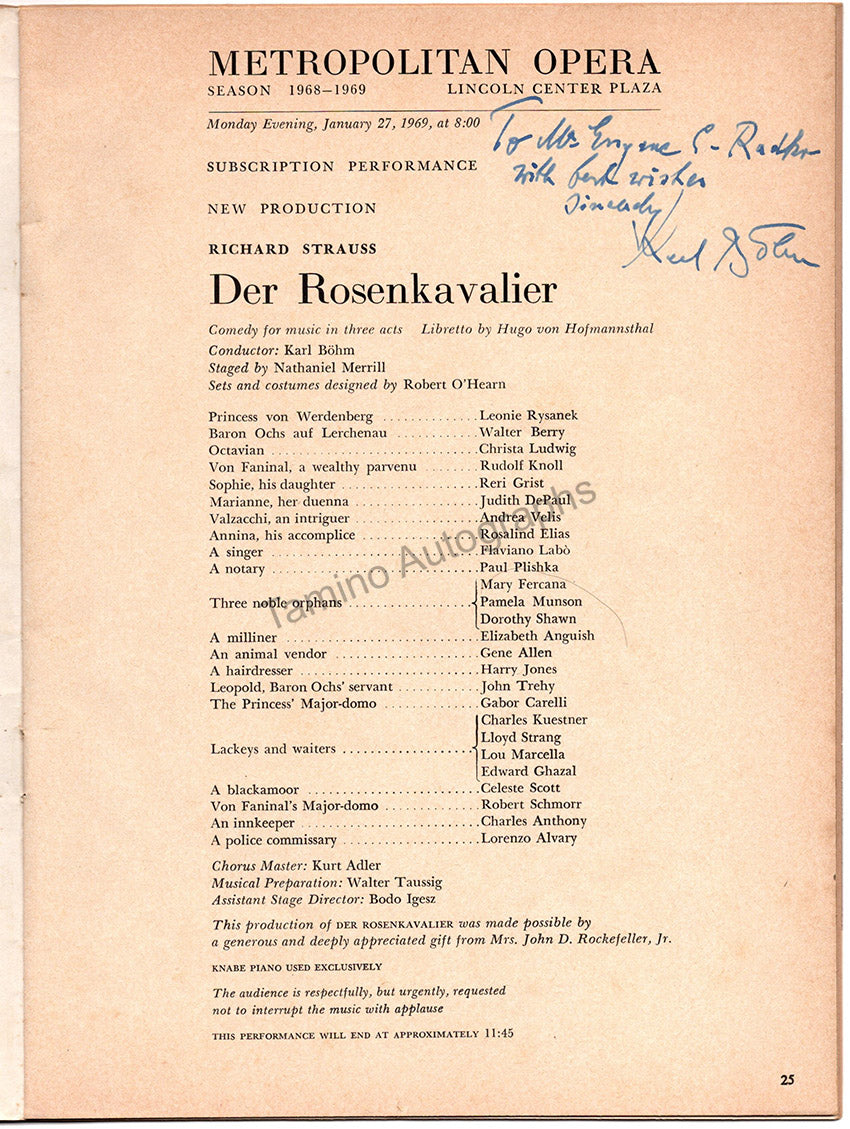 METROPOLITAN OPERA
SEASON 1968–1969 LINCOLN CENTER PLAZA
Monday Evening, January 27, 1969, at 8:00
To Mrs Eugene
with best wishes
sincerely
Karl Böhm
SUBSCRIPTION PERFORMANCE
NEW PRODUCTION
RICHARD STRAUSS
Der Rosenkavalier
Comedy for music in three acts Libretto by Hugo von Hofmannsthal
Conductor: Karl Böhm
Staged by Nathaniel Merrill
Sets and costumes designed by Robert O'Hearn
Princess von Werdenberg . . . . . . . . . . . . . . Leonie Rysanek
Baron Ochs auf Lerchenau . . . . . . . . . . . . Walter Berry
Octavian . . . . . . . . . . . . . . . . . . . . . . . . . . . . . . Christa Ludwig
Von Faninal, a wealthy parvenu . . . . . . . . Rudolf Knoll
Sophie, his daughter . . . . . . . . . . . . . . . . . . . . Reri Grist
Marianne, her duenna . . . . . . . . . . . . . . . . . . Judith DePaul
Valzacchi, an intriguer . . . . . . . . . . . . . . . . . . Andrea Velis
Annina, his accomplice . . . . . . . . . . . . . . . . . Rosalind Elias
A singer . . . . . . . . . . . . . . . . . . . . . . . . . . . . . . Flaviano Labò
A notary . . . . . . . . . . . . . . . . . . . . . . . . . . . . . . Paul Plishka
Mary Fercana
Three noble orphans . . . . . . . . . . . . . . . . . . Pamela Munson
Dorothy Shawn
A milliner . . . . . . . . . . . . . . . . . . . . . . . . . . . . Elizabeth Anguish
An animal vendor . . . . . . . . . . . . . . . . . . . . . Gene Allen
A hairdresser . . . . . . . . . . . . . . . . . . . . . . . . . . Harry Jones
Leopold, Baron Ochs' servant . . . . . . . . . . . . John Trehy
The Princess' Major-domo . . . . . . . . . . . . . . Gabor Carelli
Charles Kuestner
Lloyd Strang
Lackeys and waiters . . . . . . . . . . . . . . . . . . .
Lou Marcella
Edward Ghazal
A blackamoor . . . . . . . . . . . . . . . . . . . . . . . . . Celeste Scott
Von Faninal's Major-domo . . . . . . . . . . . . . . Robert Schmorr
An innkeeper . . . . . . . . . . . . . . . . . . . . . . . . . . Charles Anthony
A police commissary . . . . . . . . . . . . . . . . . . . . Lorenzo Alvary
Tamino Autographs
Chorus Master: Kurt Adler
Musical Preparation: Walter Taussig
Assistant Stage Director: Bodo Igesz
This production of DER ROSENKAVALIER was made possible by
a generous and deeply appreciated gift from Mrs. John D. Rockefeller, Jr.
KNABE PIANO USED EXCLUSIVELY
The audience is respectfully, but urgently, requested
not to interrupt the music with applause
THIS PERFORMANCE WILL END AT APPROXIMATELY 11:45
25